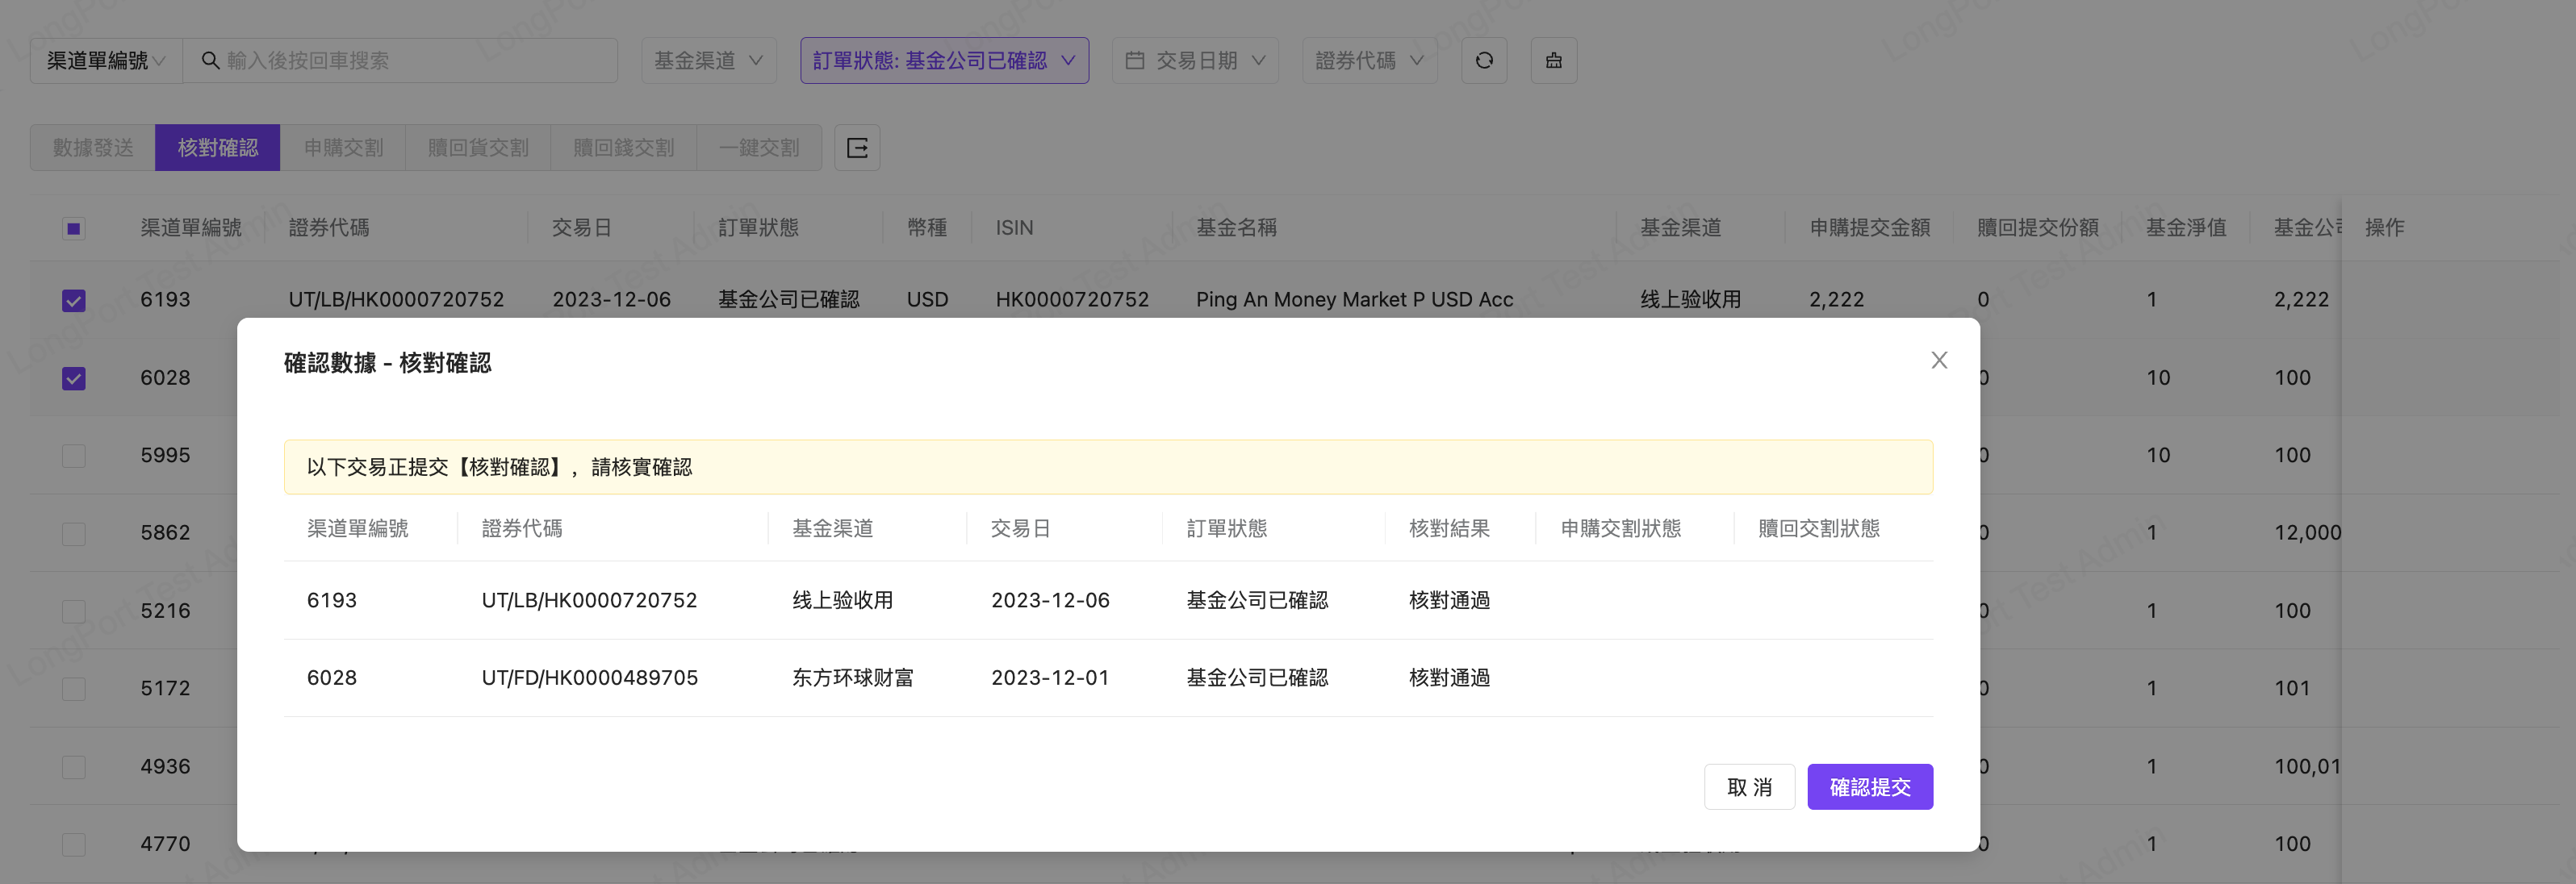 渠道單編號 輸入後按回車搜索 基金渠道 訂單狀態: 基金公司已確認 交易日期 證券代碼
數據發送 核對確認 申購交割 贖回貨交割 贖回錢交割 一鍵交割
渠道單編號 證券代碼 交易日 訂單狀態 幣種 ISIN 基金名稱 基金渠道 申購提交金額 贖回提交份額 基金淨值 基金公司 操作
6193 UT/LB/HK0000720752 2023-12-06 基金公司已確認 USD HK0000720752 Ping An Money Market P USD Acc 线上验收用 2,222 0 1 2,222
確認數據 - 核對確認
6028 0 10 100
以下交易正提交【核對確認】，請核實確認
5995 0 10 100
渠道單編號 證券代碼 基金渠道 交易日 訂單狀態 核對結果 申購交割狀態 贖回交割狀態
5862 0 1 12,000
6193 UT/LB/HK0000720752 线上验收用 2023-12-06 基金公司已確認 核對通過
5216 0 1 100
6028 UT/FD/HK0000489705 东方环球财富 2023-12-01 基金公司已確認 核對通過
5172 0 1 101
4936 0 1 100,01
取 消 確認提交
4770 0 1 100
LongPort Test Admin